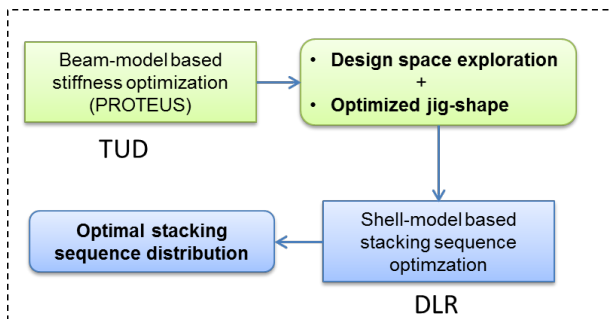 Beam-model based
stiffness optimization
(PROTEUS)
TUD
• Design space exploration
+
• Optimized jig-shape
Optimal stacking
sequence distribution
Shell-model based
stacking sequence
optimzation
DLR